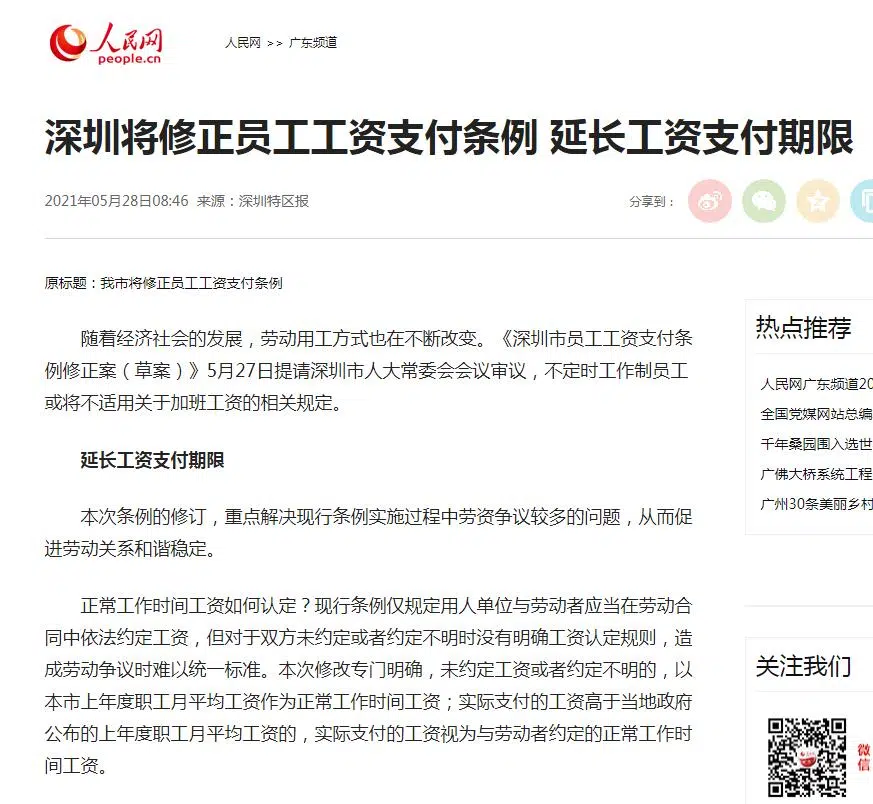 人民网
people.cn
人民网 >> 广东频道
深圳将修正员工工资支付条例 延长工资支付期限
2021年05月28日08:46 来源：深圳特区报
分享到：
原标题：我市将修正员工工资支付条例
随着经济社会的发展，劳动用工方式也在不断改变。《深圳市员工工资支付条
例修正案（草案）》5月27日提请深圳市人大常委会会议审议，不定时工作制员工
或将不适用关于加班工资的相关规定。
延长工资支付期限
本次条例的修订，重点解决现行条例实施过程中劳资争议较多的问题，从而促
进劳动关系和谐稳定。
正常工作时间工资如何认定？现行条例仅规定用人单位与劳动者应当在劳动合
同中依法约定工资，但对于双方未约定或者约定不明时没有明确工资认定规则，造
成劳动争议时难以统一标准。本次修改专门明确，未约定工资或者约定不明的，以
本市上年度职工月平均工资作为正常工作时间工资；实际支付的工资高于当地政府
公布的上年度职工月平均工资的，实际支付的工资视为与劳动者约定的正常工作时
间工资。
热点推荐
人民网广东频道20
全国党媒网站总编
千年桑园围入选世
广佛大桥系统工程
广州30条美丽乡村
关注我们
微
信